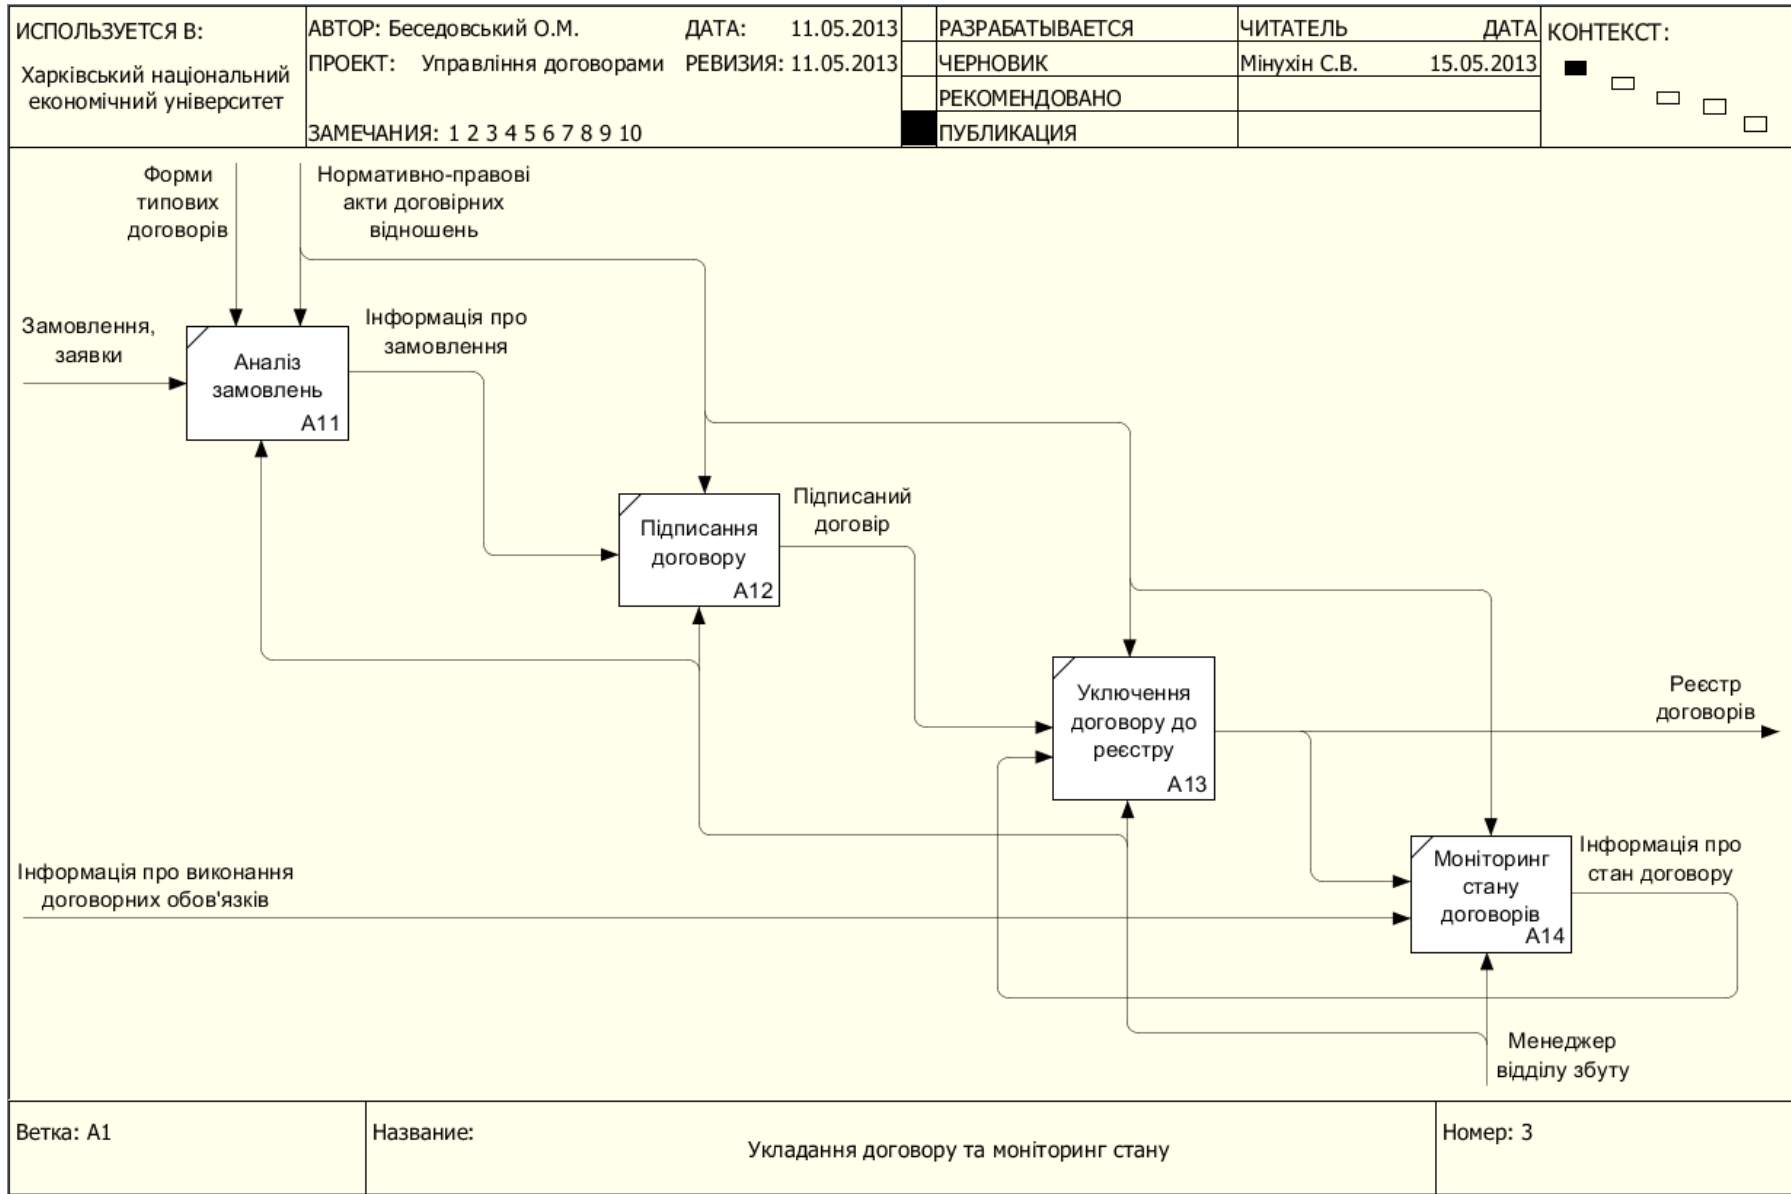 ИСПОЛЬЗУЕТСЯ В:
Харківський національний
економічний університет
АВТОР: Беседовський О.М.
ДАТА: 11.05.2013
ПРОЕКТ: Управління договорами
РЕВИЗИЯ: 11.05.2013
ЗАМЕЧАНИЯ: 1 2 3 4 5 6 7 8 9 10
РАЗРАБАТЫВАЕТСЯ
ЧЕРНОВИК
РЕКОМЕНДОВАНО
ПУБЛИКАЦИЯ
ЧИТАТЕЛЬ ДАТА
Мінухін С.В. 15.05.2013
КОНТЕКСТ:
Форми
типових
договорів
Нормативно-правові
акти договірних
відношень
Замовлення,
заявки
Аналіз
замовлень
A11
Інформація про
замовлення
Підписання
договору
A12
Підписаний
договір
Уключення
договору до
реєстру
A13
Реєстр
договорів
Інформація про виконання
договорних обов'язків
Моніторинг
стану
договорів
A14
Інформація про
стан договору
Менеджер
відділу збуту
Ветка: A1
Название:
Укладання договору та моніторинг стану
Номер: 3